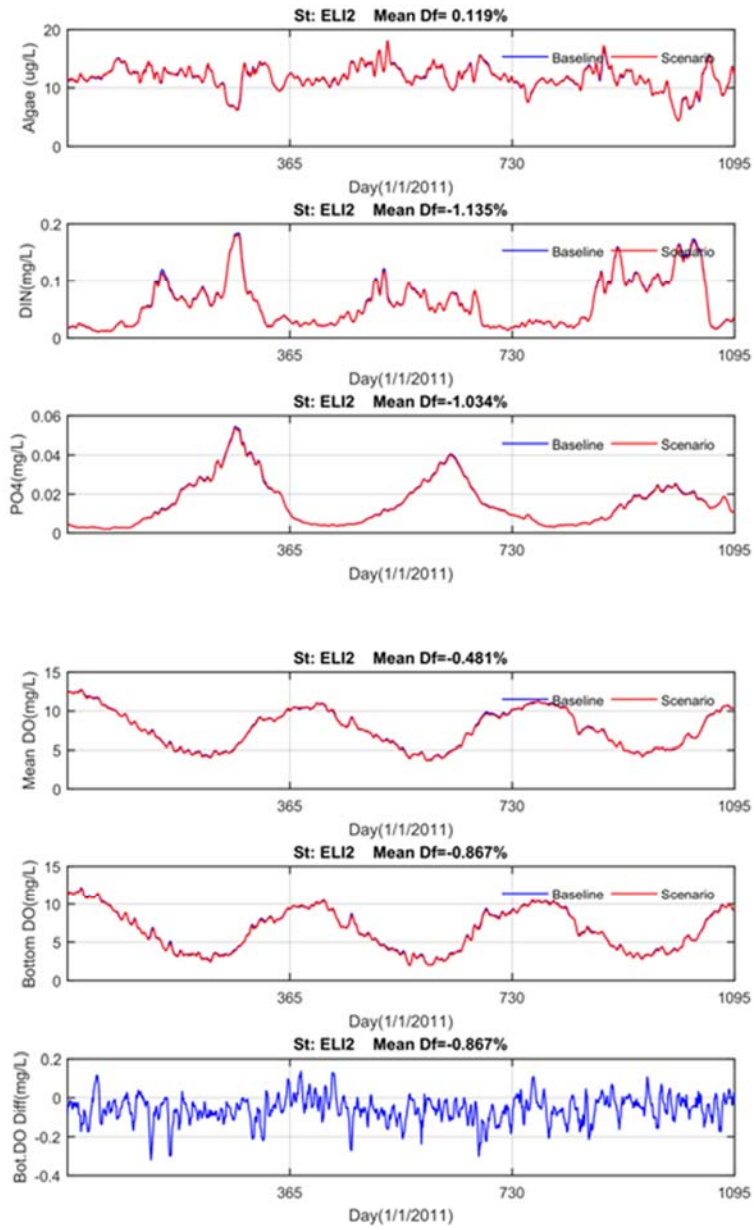 St: ELI2 Mean Df= 0.119%
20
10
0
Algae (ug/L)
Baseline Scenario
365 730 1095
Day(1/1/2011)
St: ELI2 Mean Df=-1.135%
0.2
0.1
0
DIN(mg/L)
Baseline Scenario
365 730 1095
Day(1/1/2011)
St: ELI2 Mean Df=-1.034%
0.06
0.04
0.02
0
PO4(mg/L)
Baseline Scenario
365 730 1095
Day(1/1/2011)
St: ELI2 Mean Df=-0.481%
15
10
5
0
Mean DO(mg/L)
Baseline Scenario
365 730 1095
Day(1/1/2011)
St: ELI2 Mean Df=-0.867%
15
10
5
0
Bottom DO(mg/L)
Baseline Scenario
365 730 1095
Day(1/1/2011)
St: ELI2 Mean Df=-0.867%
0.2
0
-0.2
-0.4
Bot.DO Diff(mg/L)
365 730 1095
Day(1/1/2011)